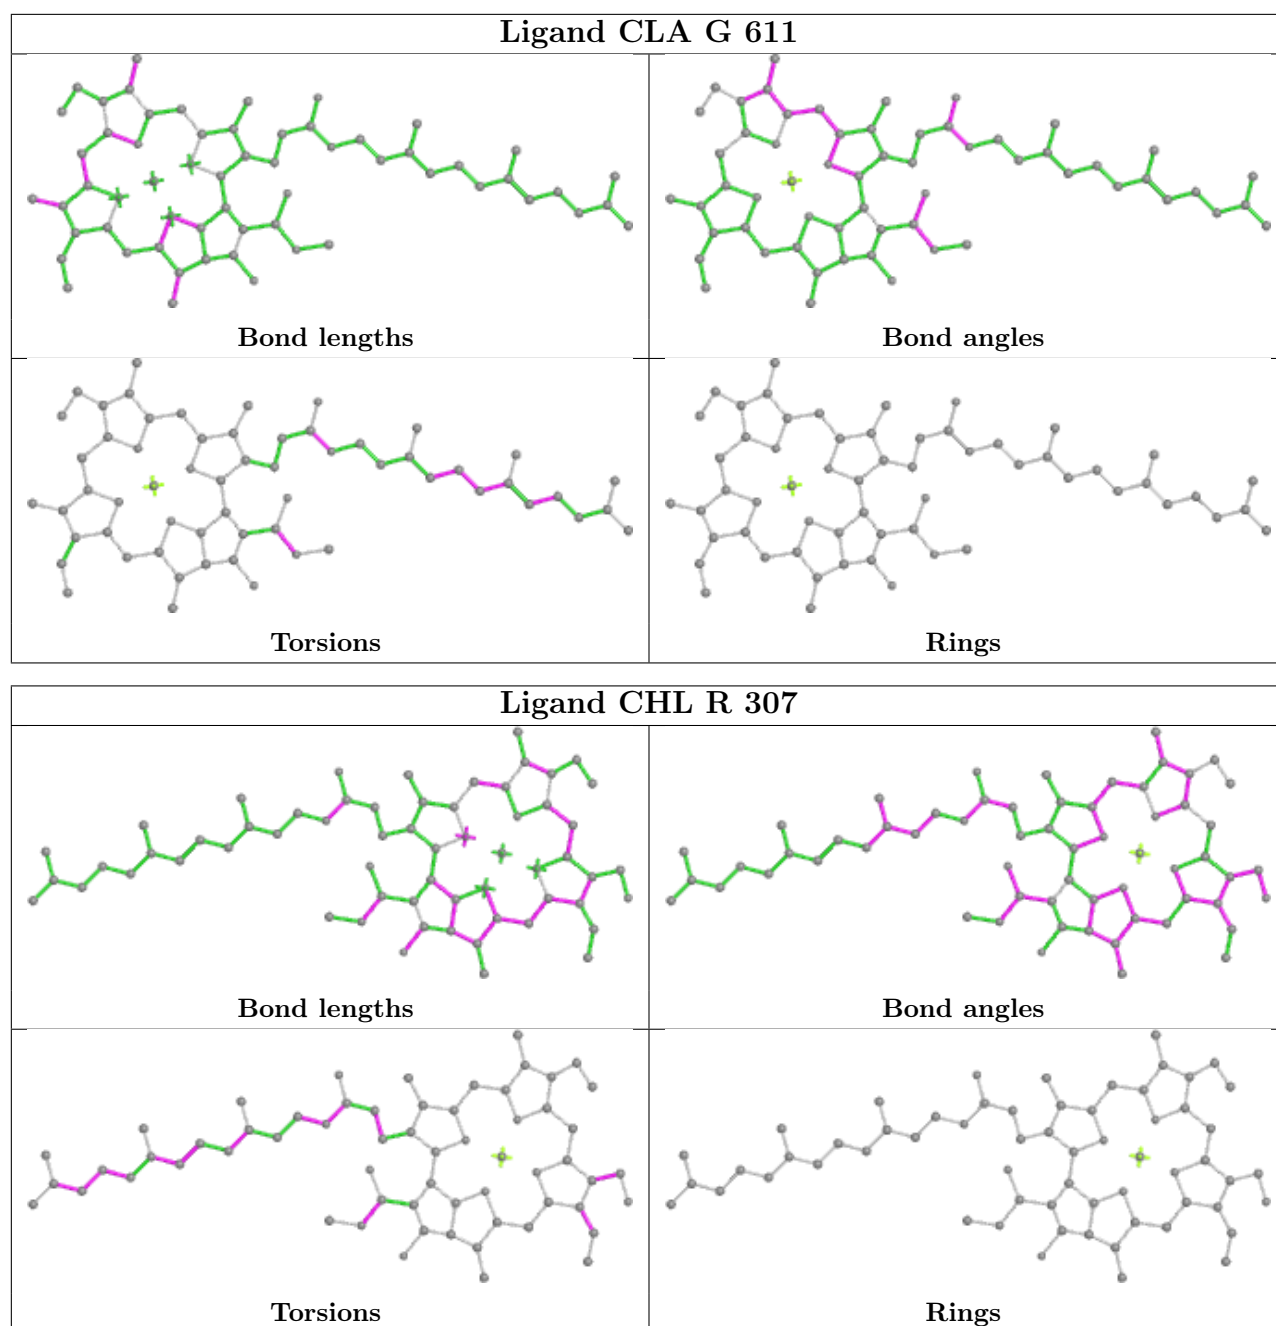 Ligand CLA G 611
Bond lengths
Bond angles
Torsions
Rings
Ligand CHL R 307
Bond lengths
Bond angles
Torsions
Rings